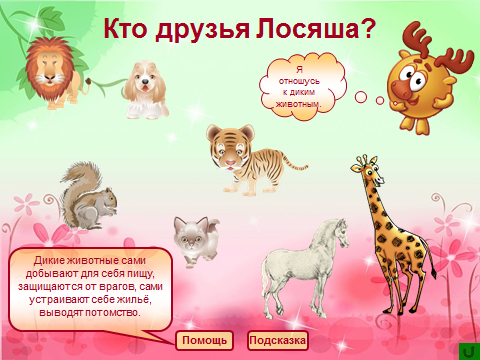 Кто друзья Лосяша?
Я
отношусь
к диким
животным.
Дикие животные сами
добывают для себя пищу,
защищаются от врагов, сами
устраивают себе жильё,
выводят потомство.
Помощь
Подсказка